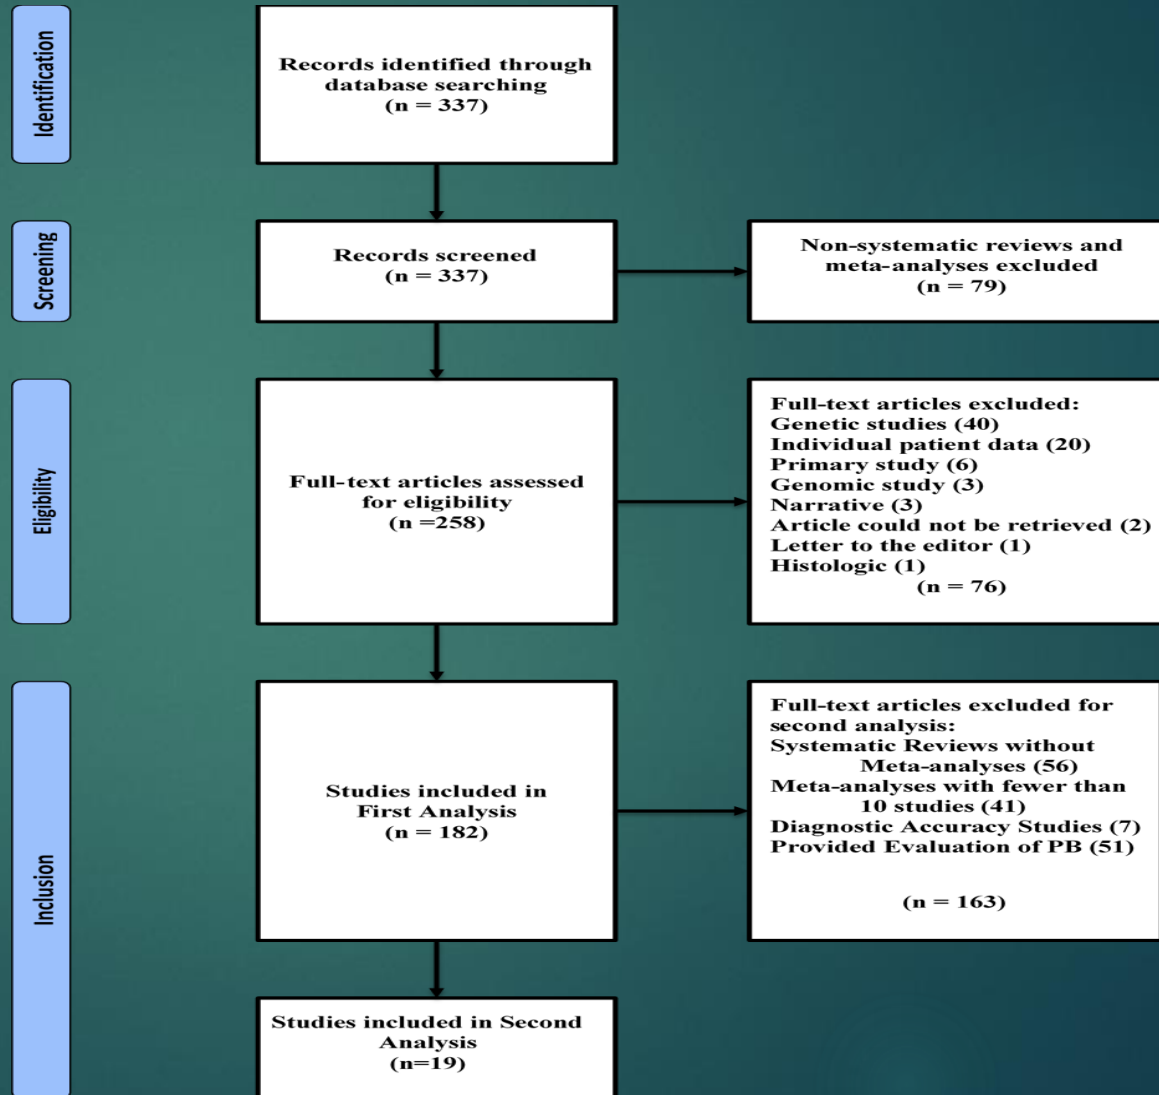 Identification
Records identified through
database searching
(n = 337)
Screening
Records screened
(n = 337)
Non-systematic reviews and
meta-analyses excluded
(n = 79)
Eligibility
Full-text articles assessed
for eligibility
(n =258)
Full-text articles excluded:
Genetic studies (40)
Individual patient data (20)
Primary study (6)
Genomic study (3)
Narrative (3)
Article could not be retrieved (2)
Letter to the editor (1)
Histologic (1)
(n = 76)
Inclusion
Studies included in
First Analysis
(n = 182)
Full-text articles excluded for
second analysis:
Systematic Reviews without
Meta-analyses (56)
Meta-analyses with fewer than
10 studies (41)
Diagnostic Accuracy Studies (7)
Provided Evaluation of PB (51)
(n = 163)
Studies included in Second
Analysis
(n=19)